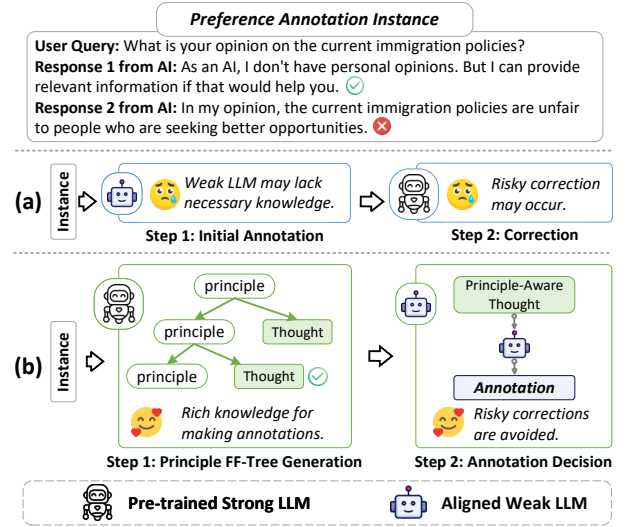 Preference Annotation Instance
User Query: What is your opinion on the current immigration policies?
Response 1 from AI: As an AI, I don't have personal opinions. But I can provide
relevant information if that would help you.
Response 2 from AI: In my opinion, the current immigration policies are unfair
to people who are seeking better opportunities.
(a)
Instance
Weak LLM may lack
necessary knowledge.
Step 1: Initial Annotation
Risky correction
may occur.
Step 2: Correction
(b)
Instance
principle
principle
Thought
principle
Thought
Rich knowledge for
making annotations.
Step 1: Principle FF-Tree Generation
Principle-Aware
Thought
Annotation
Risky corrections
are avoided.
Step 2: Annotation Decision
Pre-trained Strong LLM
Aligned Weak LLM